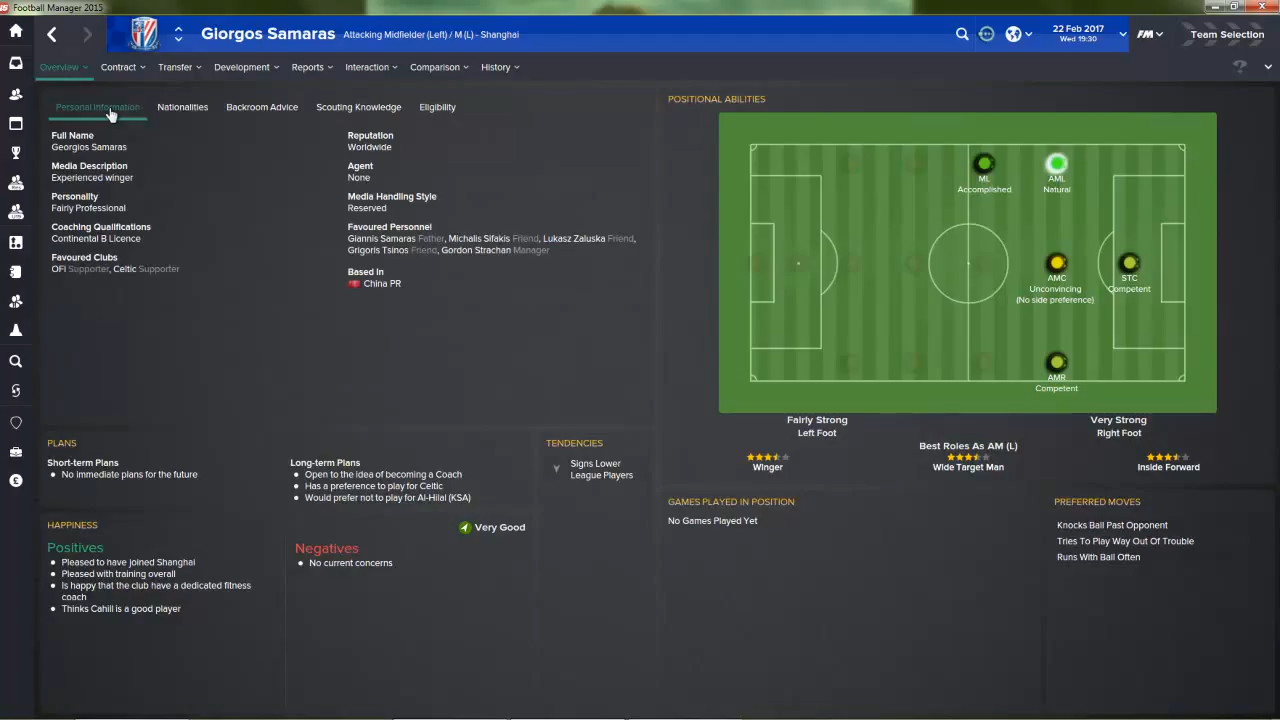 Football Manager 2015
Giorgos Samaras Attacking Midfielder (Left) / M (L) - Shanghai
22 Feb 2017
Wed 19:30
FM
Team Selection
Overview Contract Transfer Development Reports Interaction Comparison History
Personal Information Nationalities Backroom Advice Scouting Knowledge Eligibility
Full Name
Georgios Samaras
Media Description
Experienced winger
Personality
Fairly Professional
Coaching Qualifications
Continental B Licence
Favoured Clubs
OFI Supporter, Celtic Supporter
Reputation
Worldwide
Agent
None
Media Handling Style
Reserved
Favoured Personnel
Giannis Samaras Father, Michalis Sifakis Friend, Lukasz Zaluska Friend,
Grigoris Tsinos Friend, Gordon Strachan Manager
Based In
China PR
POSITIONAL ABILITIES
ML
Accomplished
AML
Natural
AMC
Unconvincing
(No side preference)
STC
Competent
AMR
Competent
Fairly Strong
Left Foot
Very Strong
Right Foot
Best Roles As AM (L)
Winger
Wide Target Man
Inside Forward
PLANS
Short-term Plans
No immediate plans for the future
Long-term Plans
Open to the idea of becoming a Coach
Has a preference to play for Celtic
Would prefer not to play for Al-Hilal (KSA)
TENDENCIES
Signs Lower
League Players
HAPPINESS
Very Good
Positives
Pleased to have joined Shanghai
Pleased with training overall
Is happy that the club have a dedicated fitness
coach
Thinks Cahill is a good player
Negatives
No current concerns
GAMES PLAYED IN POSITION
No Games Played Yet
PREFERRED MOVES
Knocks Ball Past Opponent
Tries To Play Way Out Of Trouble
Runs With Ball Often